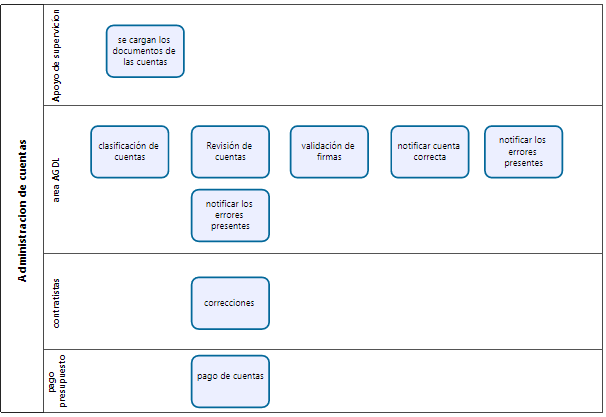 Administracion de cuentas
Apoyo de supervicion
se cargan los
documentos de
las cuentas
area AGDL
clasificación de
cuentas
Revisión de
cuentas
validación de
firmas
notificar cuenta
correcta
notificar los
errores
presentes
notificar los
errores
presentes
contratistas
correcciones
pago
presupuesto
pago de cuentas